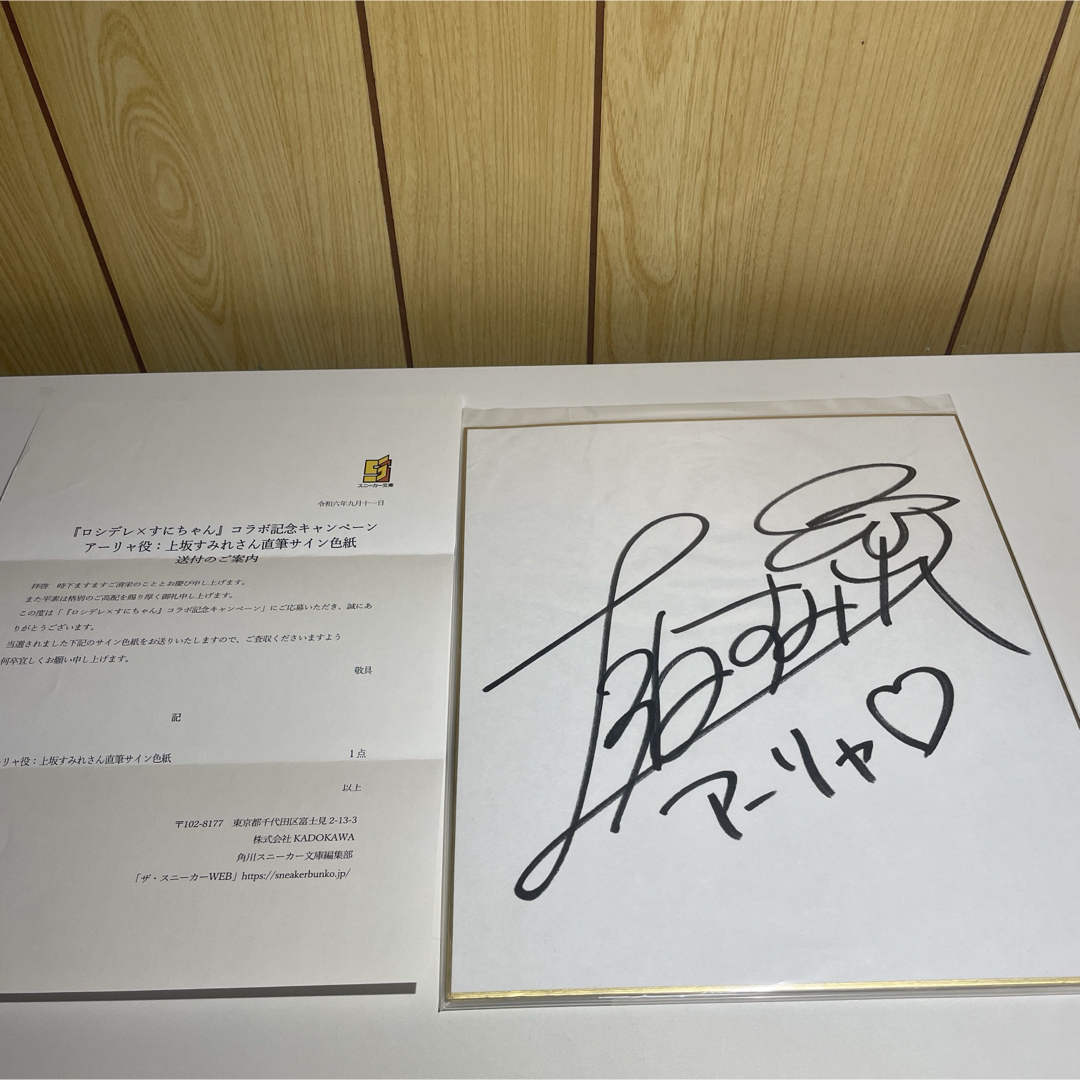 スニーカー文庫
令和六年九月十一日
『ロシデレ×すにちゃん』コラボ記念キャンペーン
アーリャ役：上坂すみれさん直筆サイン色紙
送付のご案内
拝啓　時下ますますご清栄のこととお慶び申し上げます。
また平素は格別のご高配を賜り厚く御礼申し上げます。
この度は「『ロシデレ×すにちゃん』コラボ記念キャンペーン」にご応募いただき、誠にあ
りがとうございます。
当選されました下記のサイン色紙をお送りいたしますので、ご査収くださいますよう
何卒宜しくお願い申し上げます。
敬具
記
ーリャ役：上坂すみれさん直筆サイン色紙　1点
以上
〒102-8177　東京都千代田区富士見 2-13-3
株式会社 KADOKAWA
角川スニーカー文庫編集部
「ザ・スニーカーWEB」https://sneakerbunko.jp/
上坂すみれ
アーリャ♡